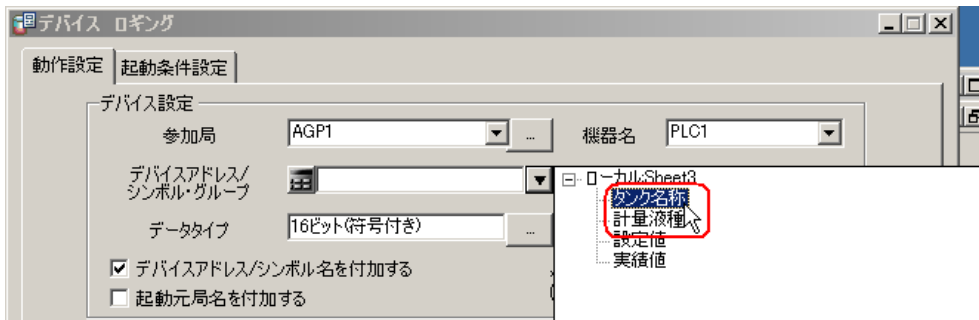 デバイス ロギング
動作設定 起動条件設定
デバイス設定
参加局 AGP1 ... 機器名 PLC1
デバイスアドレス/
シンボル・グループ
データタイプ 16ビット(符号付き) ...
デバイスアドレス/シンボル名を付加する
起動元局名を付加する
ローカル:Sheet3
タンク名称
計量液種
設定値
実績値